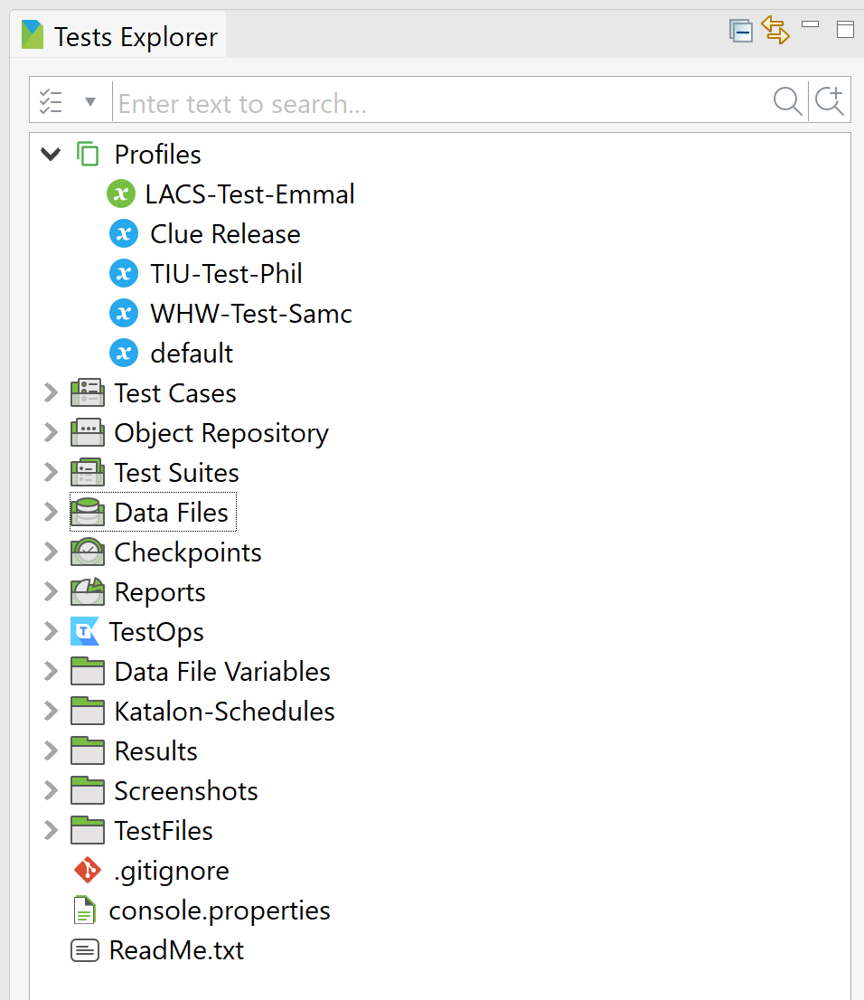 Tests Explorer
Enter text to search...
Profiles
LACS-Test-Emmal
Clue Release
TIU-Test-Phil
WHW-Test-Samc
default
Test Cases
Object Repository
Test Suites
Data Files
Checkpoints
Reports
TestOps
Data File Variables
Katalon-Schedules
Results
Screenshots
TestFiles
.gitignore
console.properties
ReadMe.txt